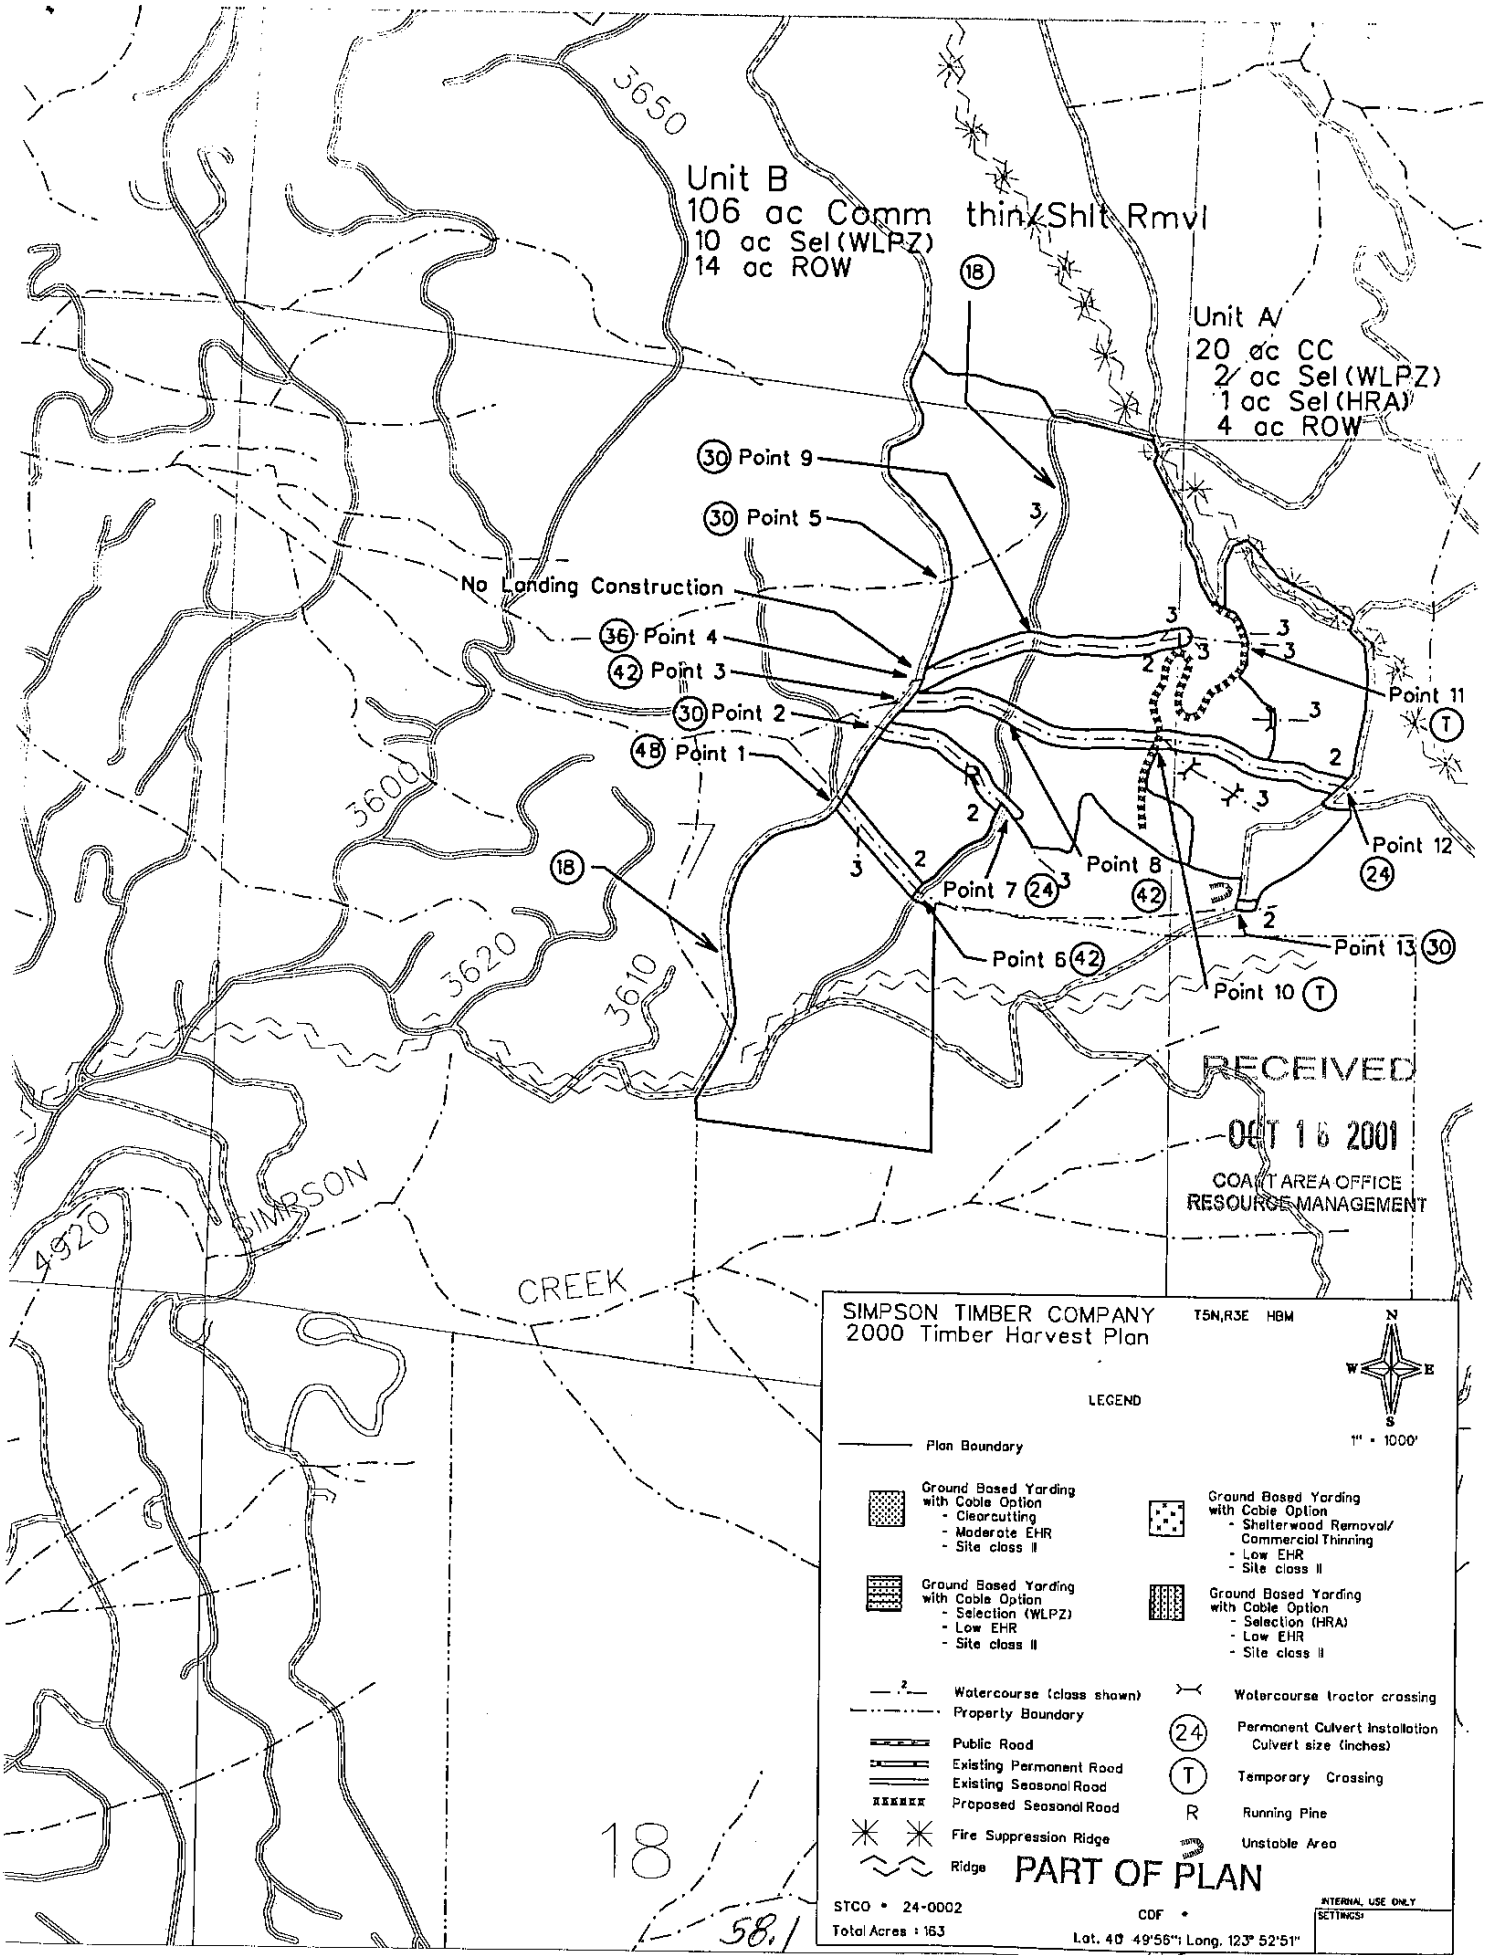 3650
Unit B
106 ac Comm thin/Shlt Rmvl
10 ac Sel(WLPZ)
14 ac ROW
18
Unit A
20 ac CC
2 ac Sel(WLPZ)
1 ac Sel(HRA)
4 ac ROW
30 Point 9
30 Point 5
3
No Landing Construction
36 Point 4
42 Point 3
30 Point 2
48 Point 1
3
3
3
3
2
3
Point 11
T
2
3
R
2
3600
7
18
3
2
Point 7 24
3
Point 8
42
Point 12
24
2
Point 6 42
Point 13 30
Point 10 T
3620
3610
RECEIVED
OCT 16 2001
COAST AREA OFFICE
RESOURCE MANAGEMENT
4920
SIMPSON
CREEK
SIMPSON TIMBER COMPANY T5N,R3E HBM
2000 Timber Harvest Plan
N
W E
S
1" = 1000'
LEGEND
Plan Boundary
Ground Based Yarding
with Cable Option
- Clearcutting
- Moderate EHR
- Site class II
Ground Based Yarding
with Cable Option
- Shelterwood Removal/
Commercial Thinning
- Low EHR
- Site class II
Ground Based Yarding
with Cable Option
- Selection (WLPZ)
- Low EHR
- Site class II
Ground Based Yarding
with Cable Option
- Selection (HRA)
- Low EHR
- Site class II
2 Watercourse (class shown)
Property Boundary
Public Road
Existing Permanent Road
Existing Seasonal Road
Proposed Seasonal Road
Fire Suppression Ridge
Ridge
Watercourse tractor crossing
24 Permanent Culvert Installation
Culvert size (inches)
T Temporary Crossing
R Running Pine
Unstable Area
PART OF PLAN
STCO # 24-0002
Total Acres : 163
CDF #
Lat. 40° 49'56"; Long. 123° 52'51"
INTERNAL USE ONLY
SETTINGS:
18
58.1